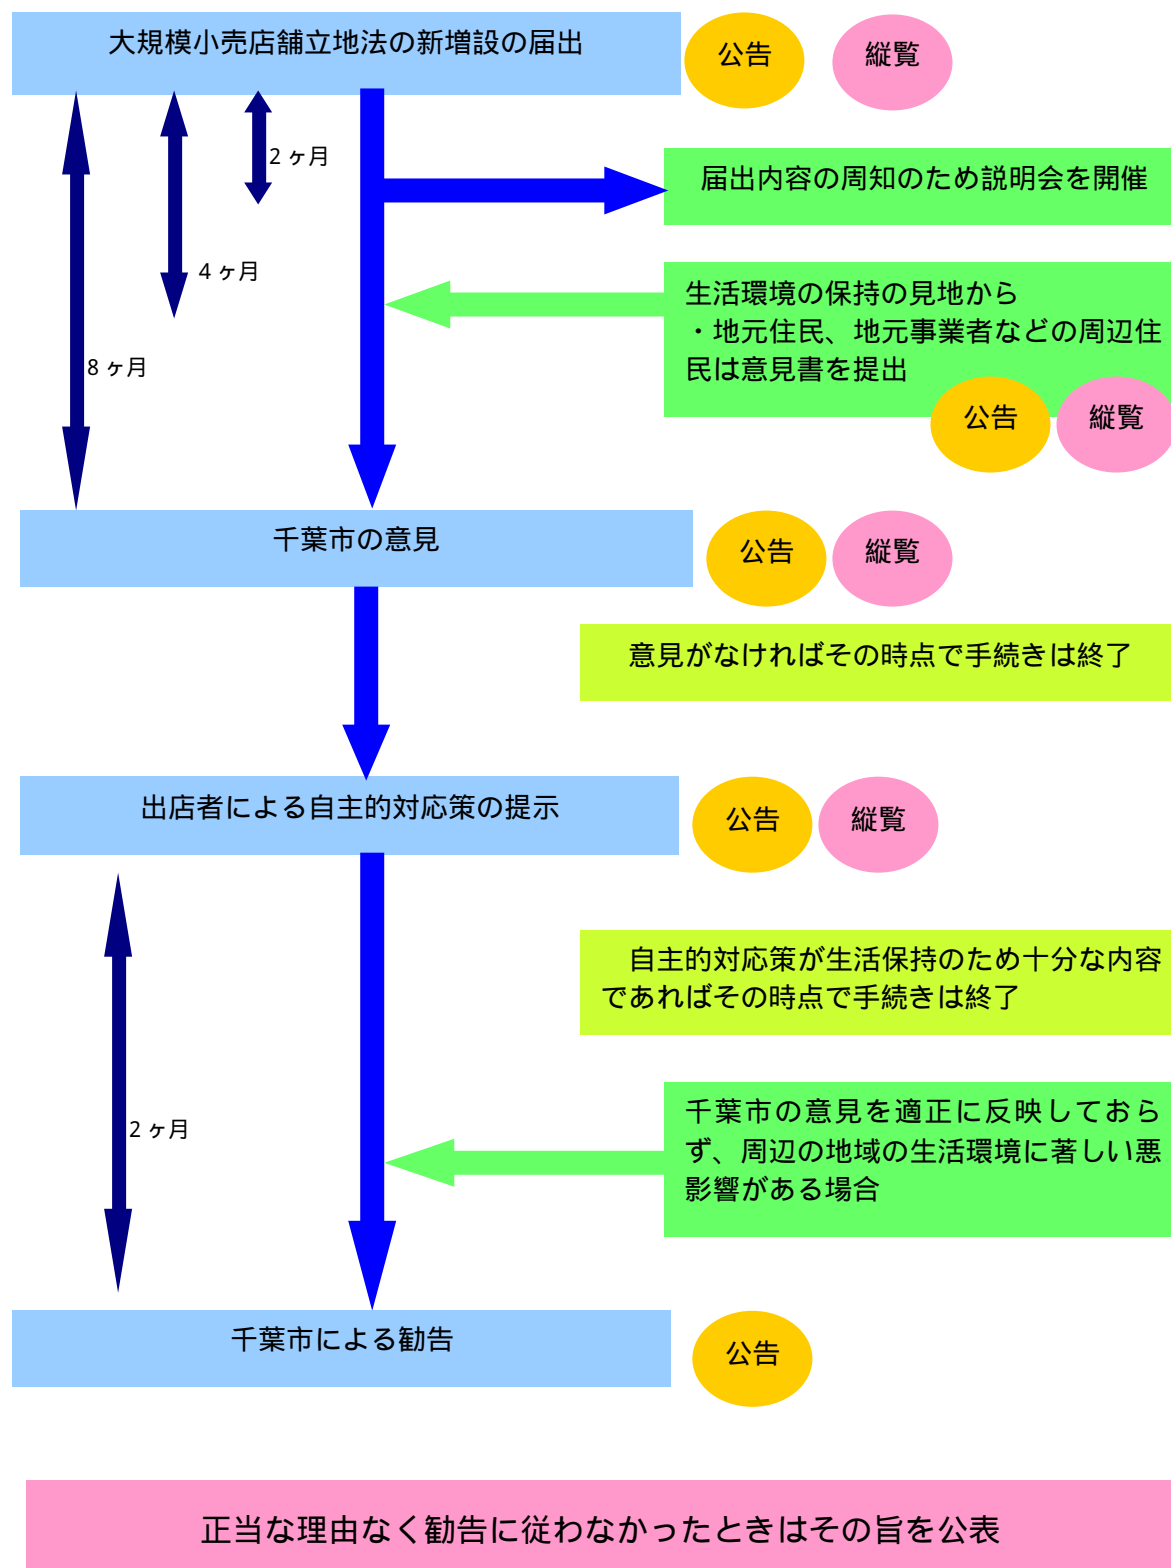 大規模小売店舗立地法の新増設の届出
公告
縦覧
2ヶ月
届出内容の周知のため説明会を開催
4ヶ月
生活環境の保持の見地から
・地元住民、地元事業者などの周辺住
民は意見書を提出
8ヶ月
公告
縦覧
千葉市の意見
公告
縦覧
意見がなければその時点で手続きは終了
出店者による自主的対応策の提示
公告
縦覧
自主的対応策が生活保持のため十分な内容
であればその時点で手続きは終了
千葉市の意見を適正に反映しておら
ず、周辺の地域の生活環境に著しい悪
影響がある場合
2ヶ月
千葉市による勧告
公告
正当な理由なく勧告に従わなかったときはその旨を公表